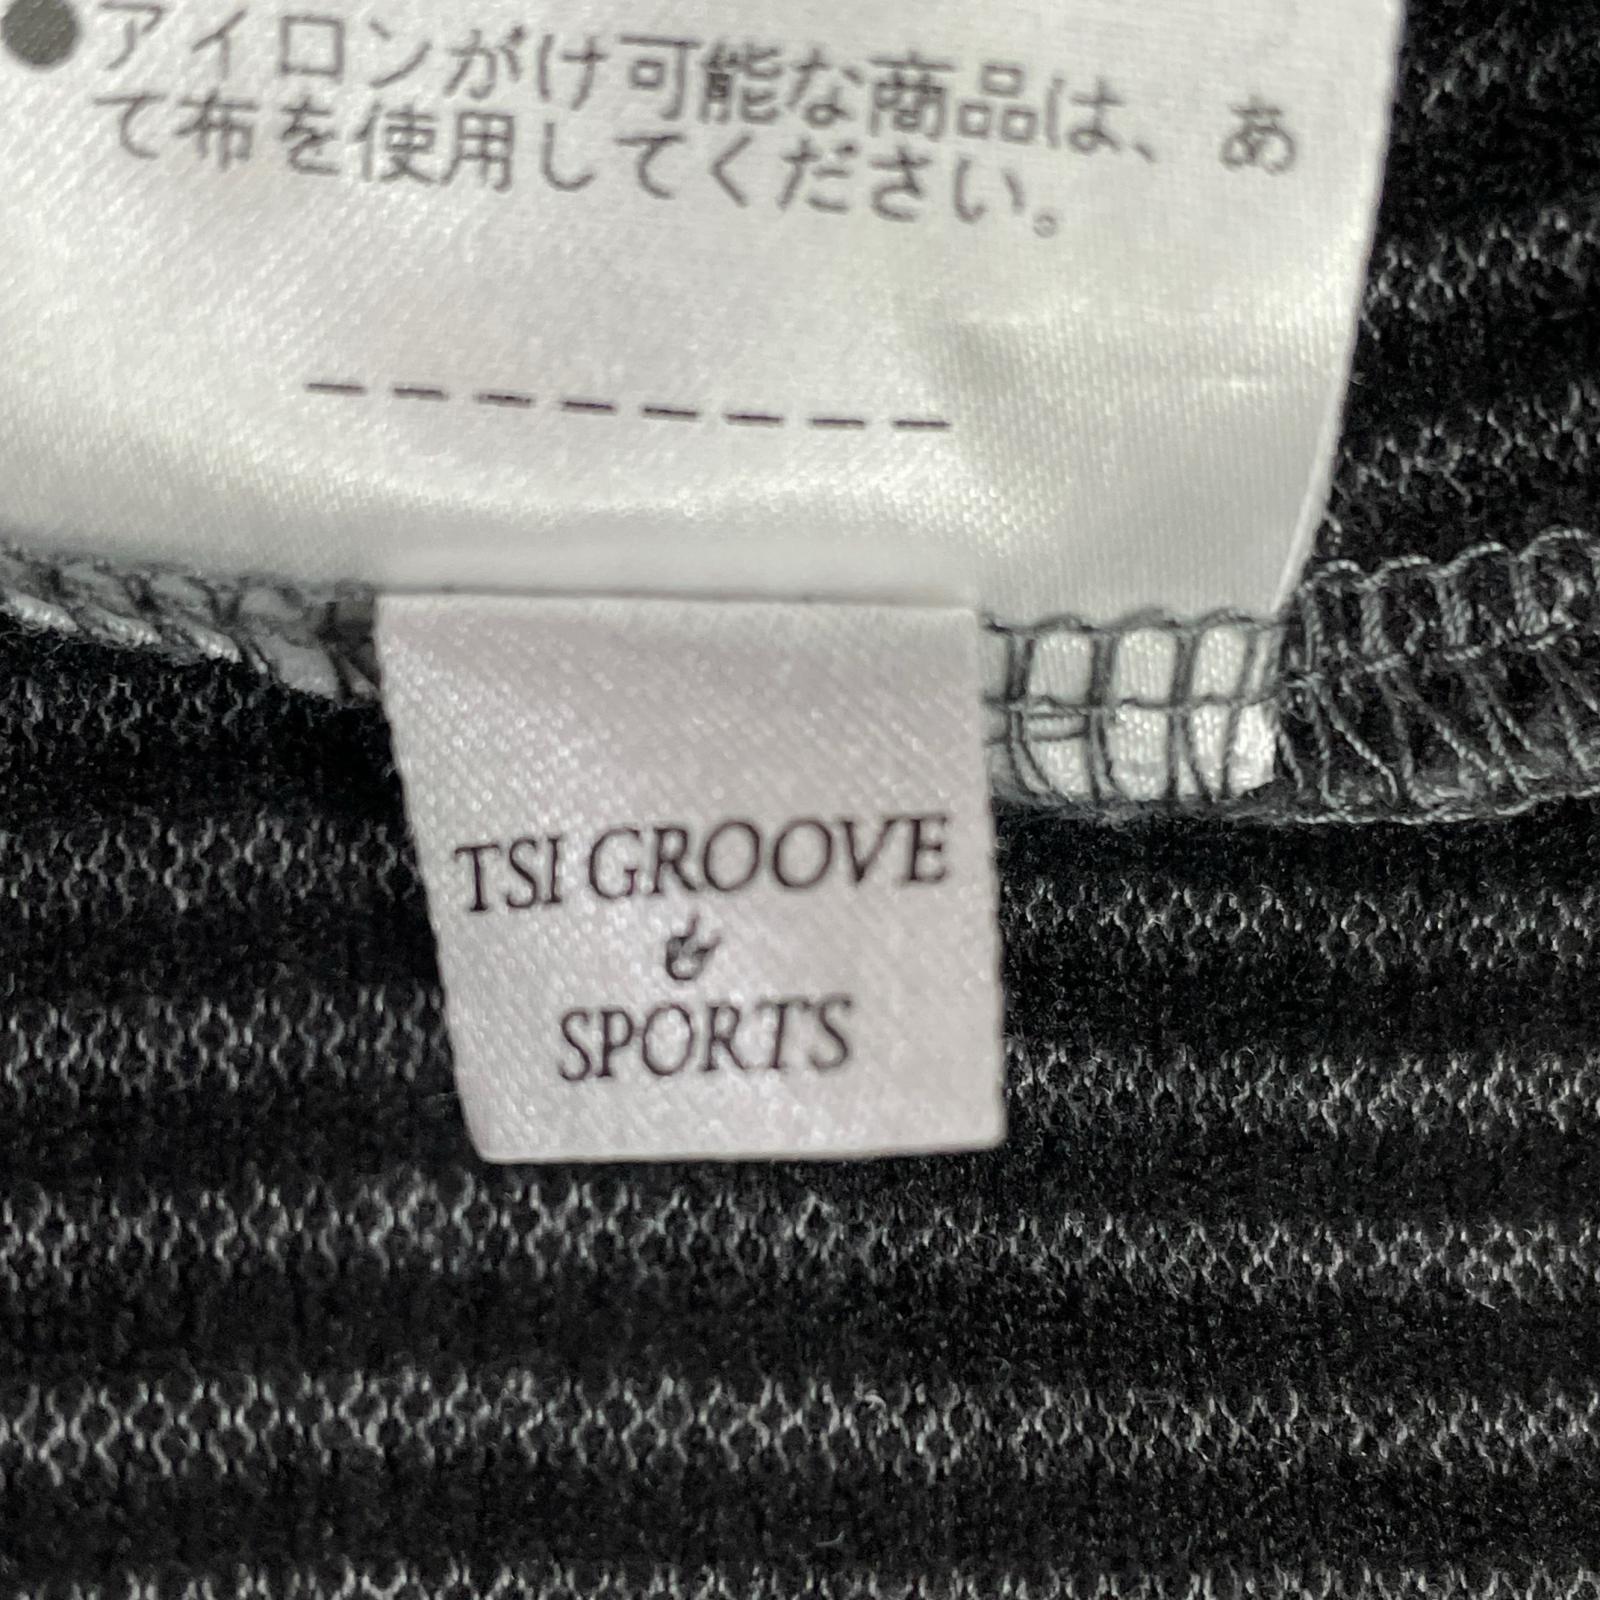 ●アイロンがけ可能な商品は、あ
て布を使用してください。
--------
TSI GROOVE
&
SPORTS